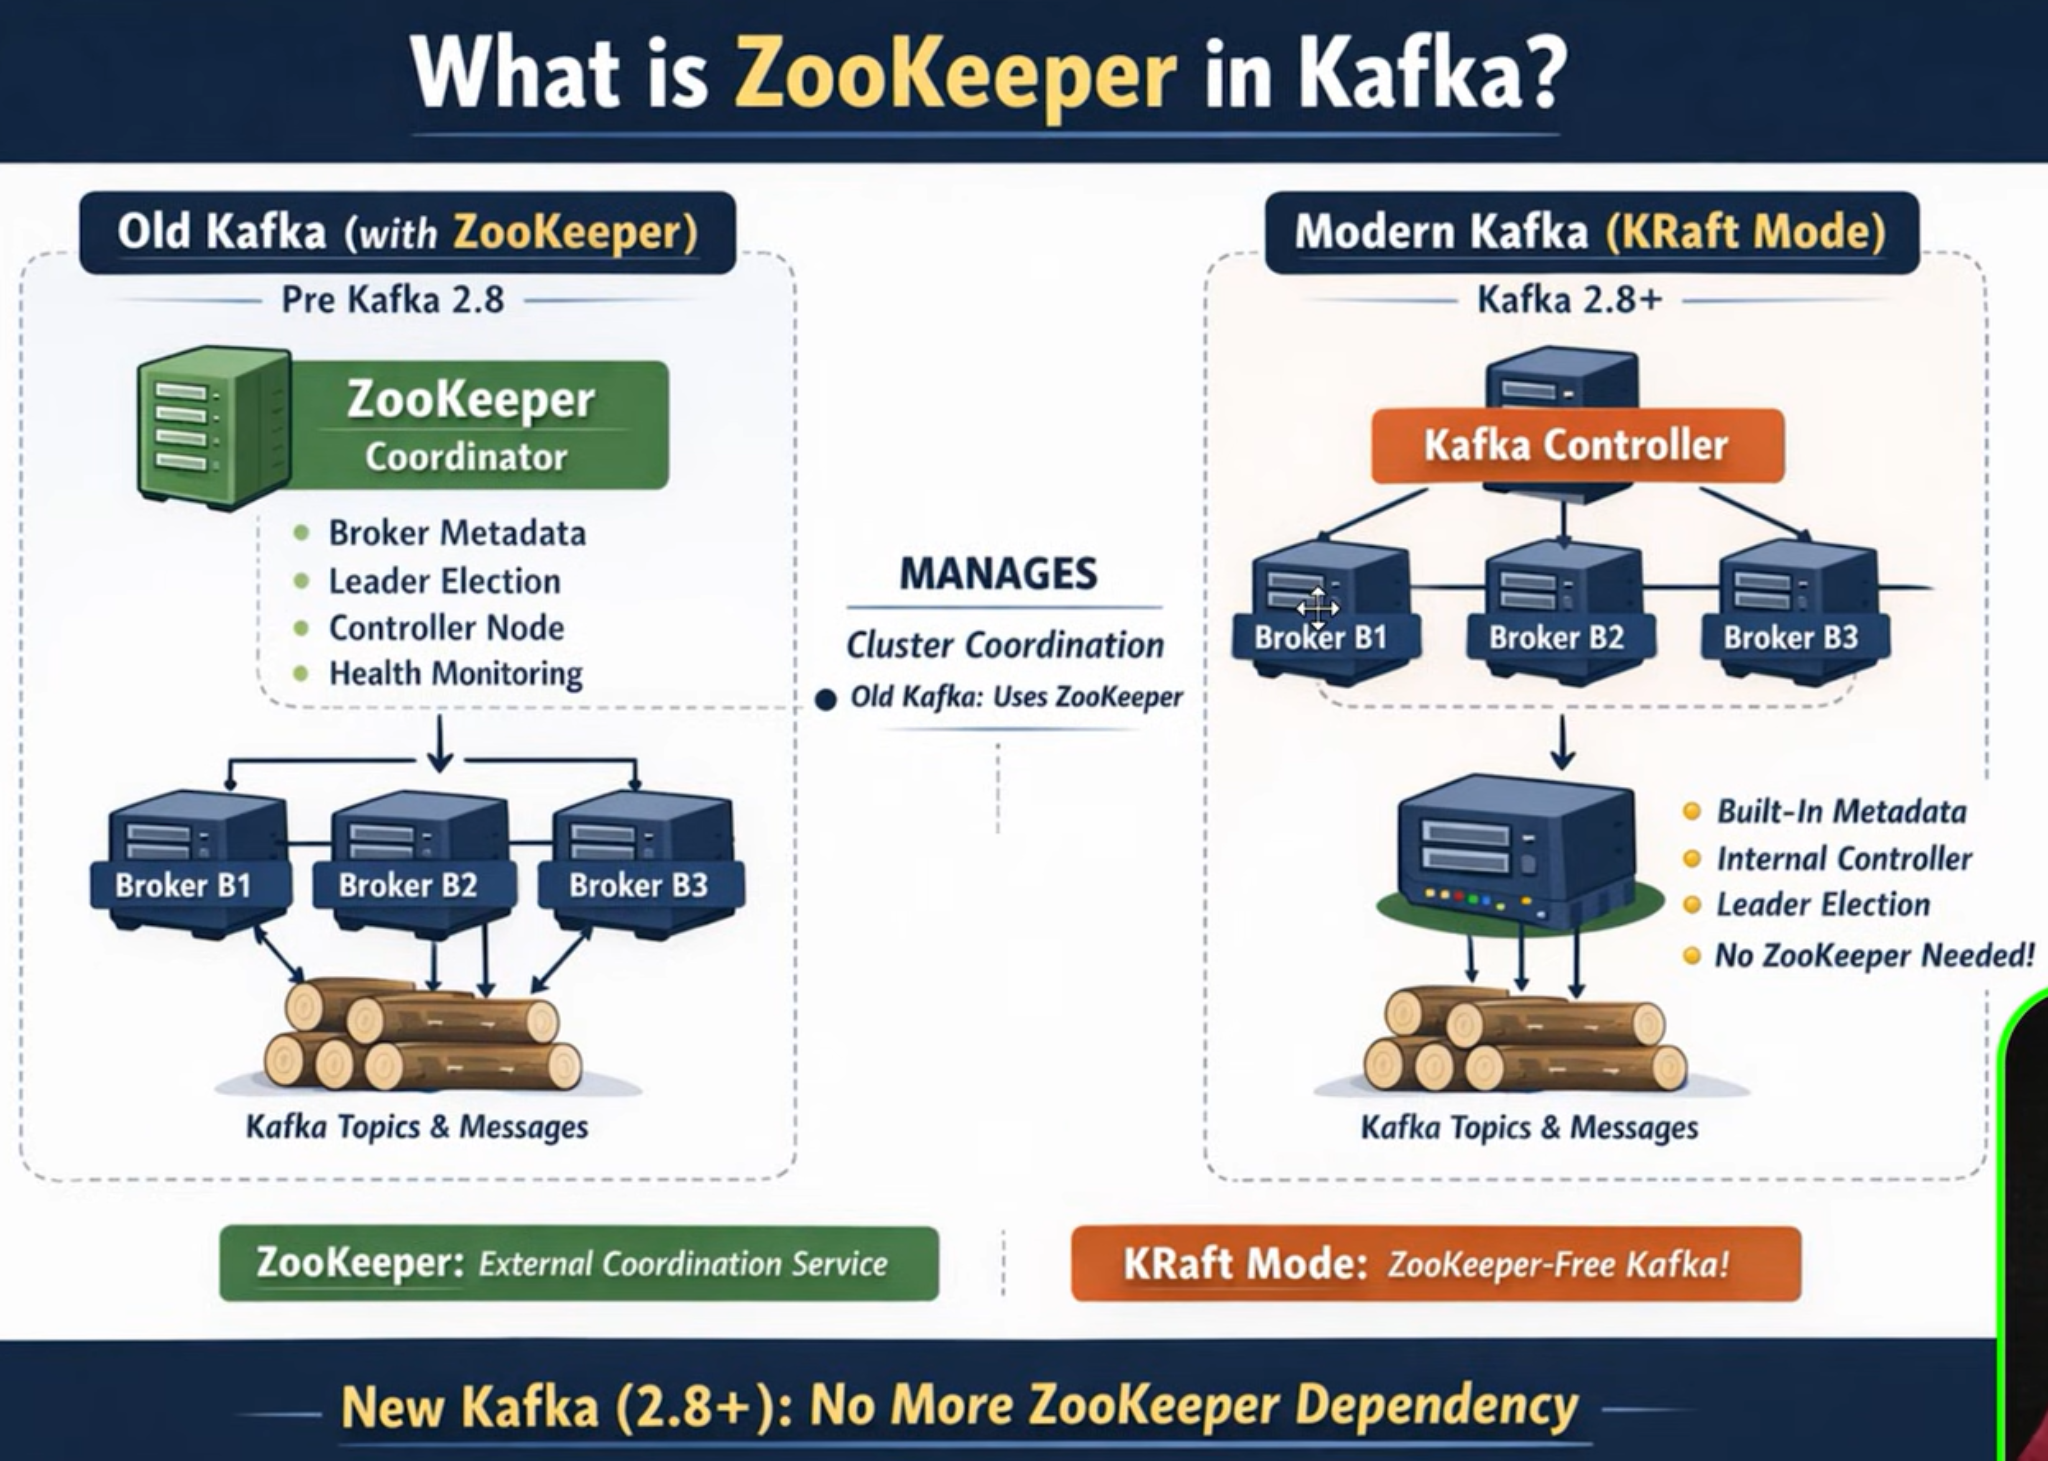 What is ZooKeeper in Kafka?
Old Kafka (with ZooKeeper)
Pre Kafka 2.8
ZooKeeper
Coordinator
Broker Metadata
Leader Election
Controller Node
Health Monitoring
Broker B1
Broker B2
Broker B3
Kafka Topics & Messages
MANAGES
Cluster Coordination
Old Kafka: Uses ZooKeeper
Modern Kafka (KRaft Mode)
Kafka 2.8+
Kafka Controller
Broker B1
Broker B2
Broker B3
Built-In Metadata
Internal Controller
Leader Election
No ZooKeeper Needed!
Kafka Topics & Messages
ZooKeeper: External Coordination Service
KRaft Mode: ZooKeeper-Free Kafka!
New Kafka (2.8+): No More ZooKeeper Dependency